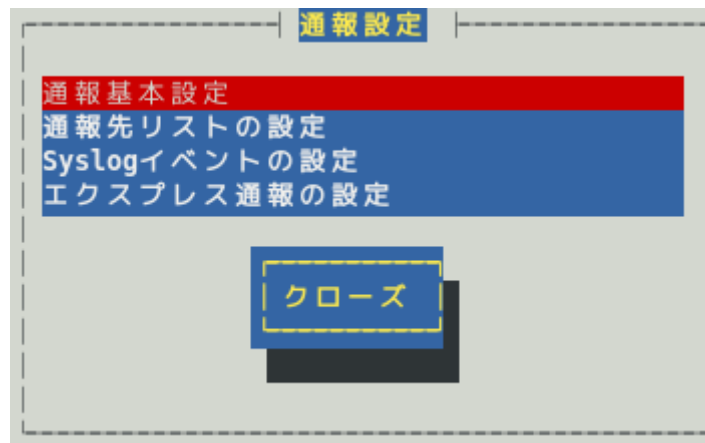 通報設定
通報基本設定
通報先リストの設定
Syslogイベントの設定
エクスプレス通報の設定
クローズ